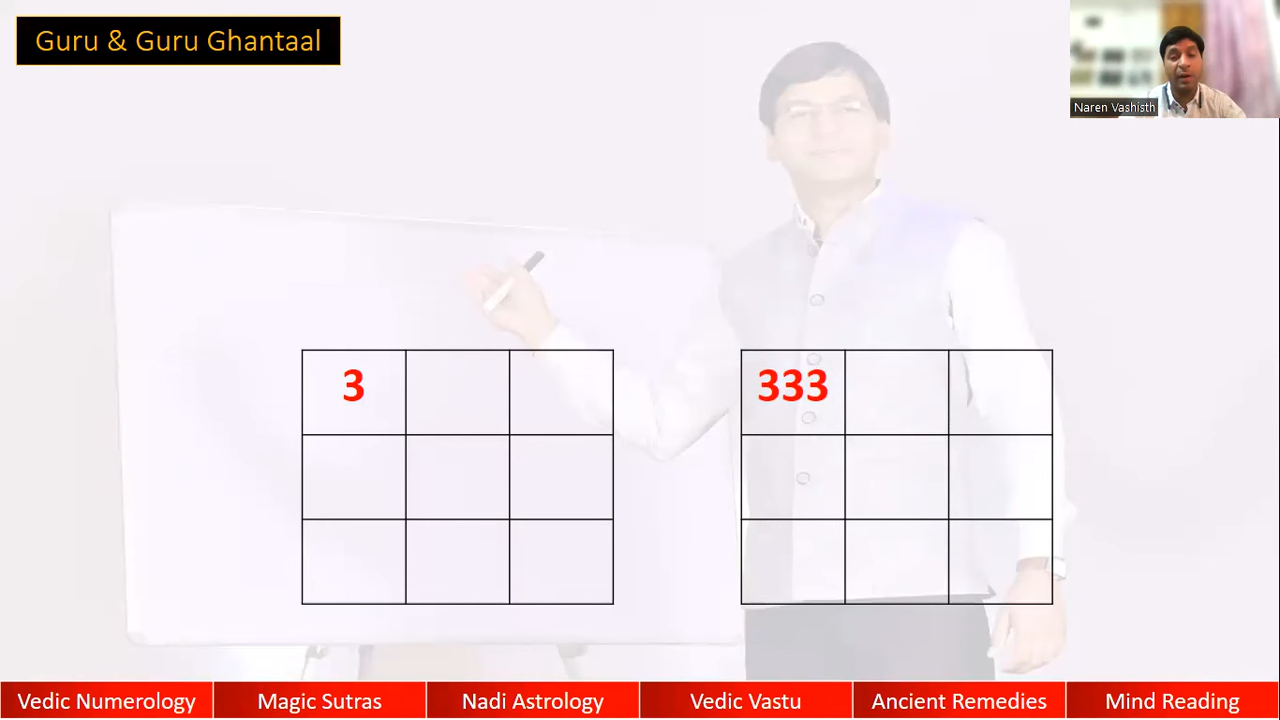 Guru & Guru Ghantaal
Naren Vashisth
3
333
Vedic Numerology
Magic Sutras
Nadi Astrology
Vedic Vastu
Ancient Remedies
Mind Reading